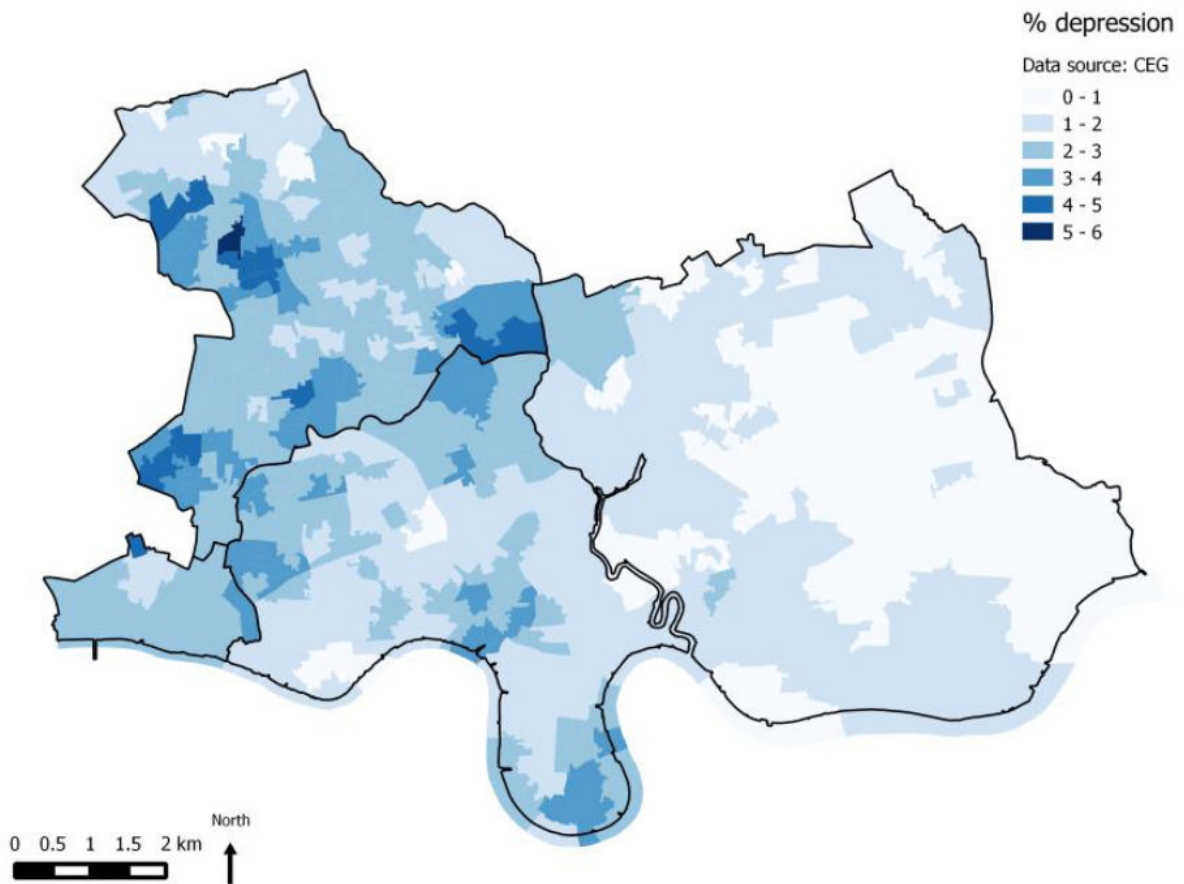 % depression
Data source: CEG
0 - 1
1 - 2
2 - 3
3 - 4
4 - 5
5 - 6
North
0 0.5 1 1.5 2 km